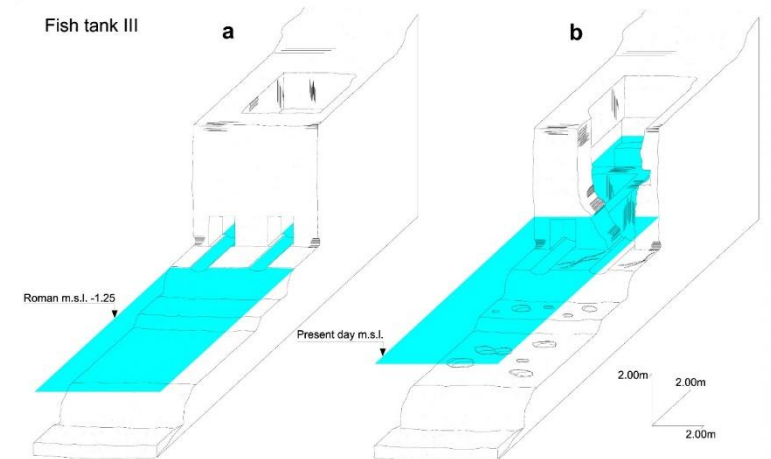 Fish tank III
a
b
Roman m.s.l. -1.25
Present day m.s.l.
2.00m
2.00m
2.00m